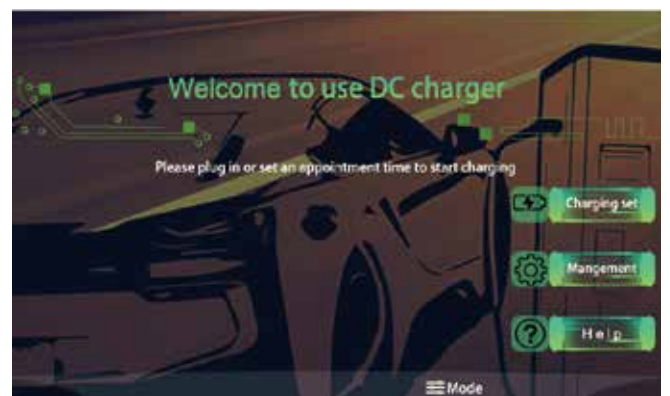 Welcome to use DC charger
Please plug in or set an appointment time to start charging
Charging set
Mangement
Help
Mode